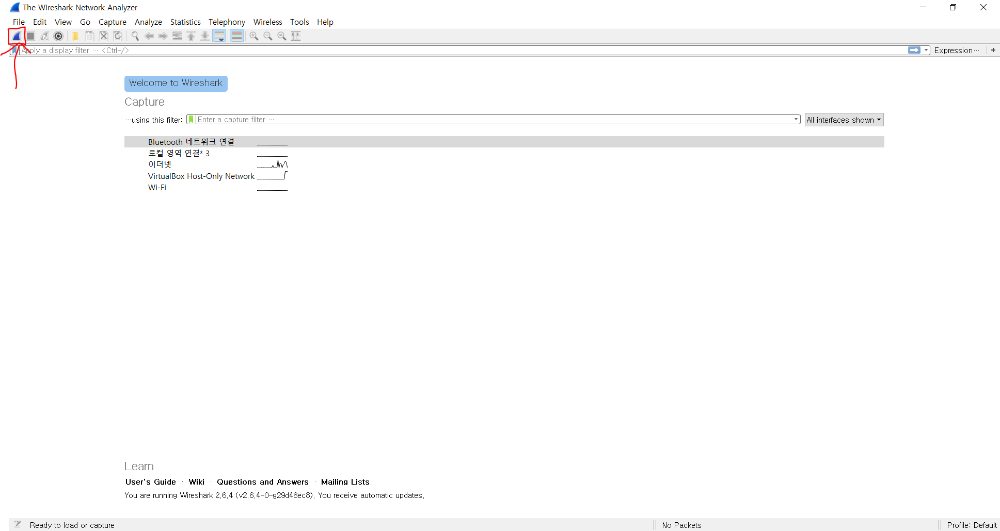 The Wireshark Network Analyzer
File Edit View Go Capture Analyze Statistics Telephony Wireless Tools Help
Apply a display filter … <Ctrl-/> Expression… +
Welcome to Wireshark
Capture
…using this filter: Enter a capture filter … All interfaces shown
Bluetooth 네트워크 연결
로컬 영역 연결* 3
이더넷
VirtualBox Host-Only Network
Wi-Fi
Learn
User's Guide · Wiki · Questions and Answers · Mailing Lists
You are running Wireshark 2.6.4 (v2.6.4-0-g29d48ec8). You receive automatic updates.
Ready to load or capture No Packets Profile: Default